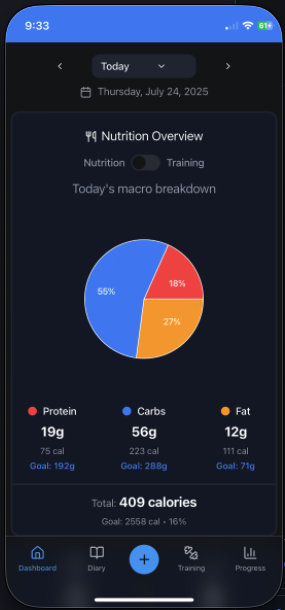 9:33
61
Today
Thursday, July 24, 2025
Nutrition Overview
Nutrition Training
Today's macro breakdown
55%
18%
27%
Protein Carbs Fat
19g 56g 12g
75 cal 223 cal 111 cal
Goal: 192g Goal: 288g Goal: 71g
Total: 409 calories
Goal: 2558 cal • 16%
Dashboard Diary Training Progress